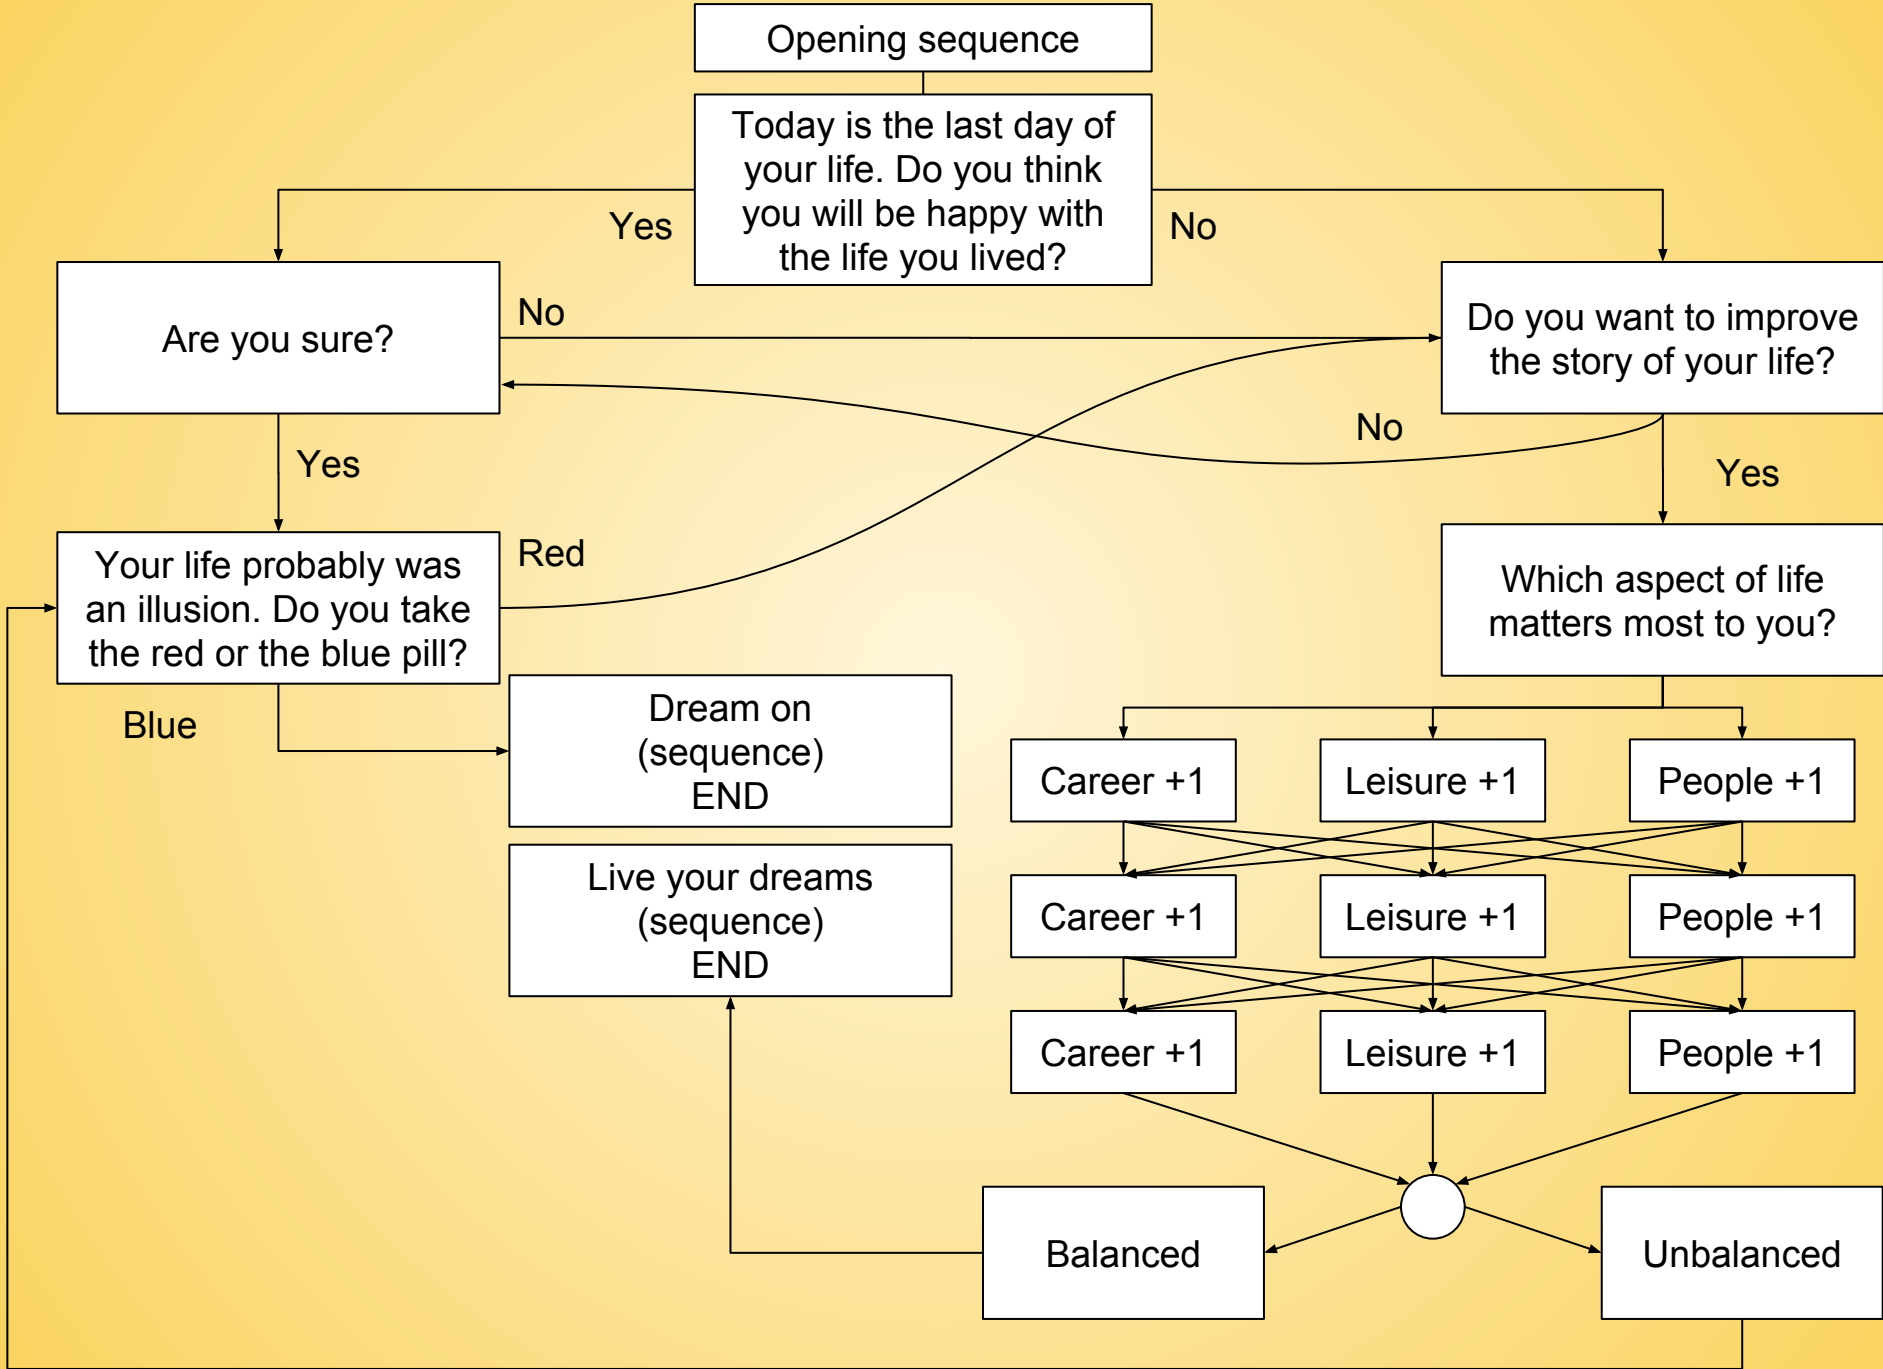 Opening sequence
Today is the last day of
your life. Do you think
you will be happy with
the life you lived?
Yes
No
Are you sure?
No
Do you want to improve
the story of your life?
No
Yes
Yes
Your life probably was
an illusion. Do you take
the red or the blue pill?
Red
Which aspect of life
matters most to you?
Blue
Dream on
(sequence)
END
Career +1
Leisure +1
People +1
Live your dreams
(sequence)
END
Career +1
Leisure +1
People +1
Career +1
Leisure +1
People +1
Balanced
Unbalanced